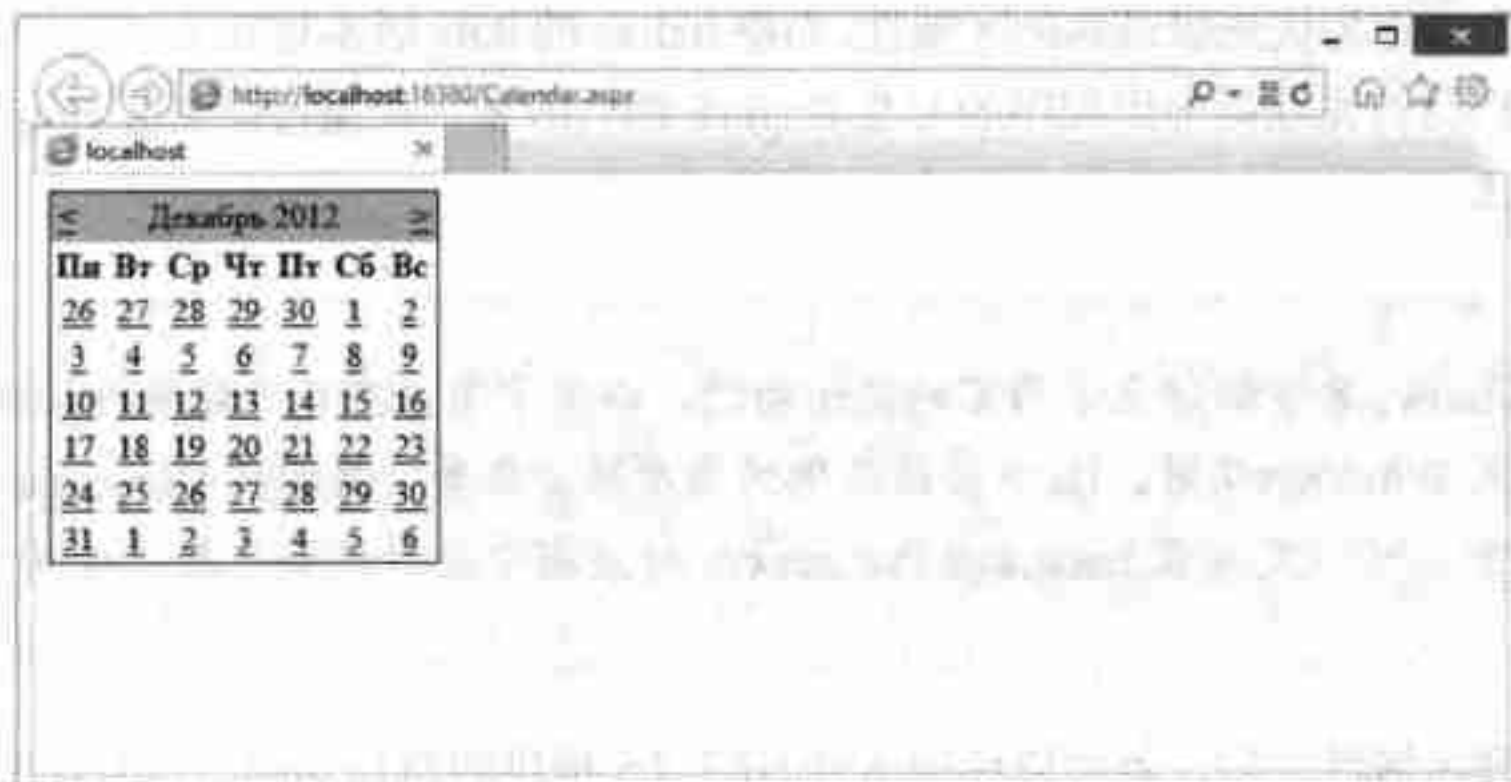 http://localhost:16380/Calendar.aspx
localhost
< Декабрь 2012 >
Пн Вт Ср Чт Пт Сб Вс
26 27 28 29 30 1 2
3 4 5 6 7 8 9
10 11 12 13 14 15 16
17 18 19 20 21 22 23
24 25 26 27 28 29 30
31 1 2 3 4 5 6